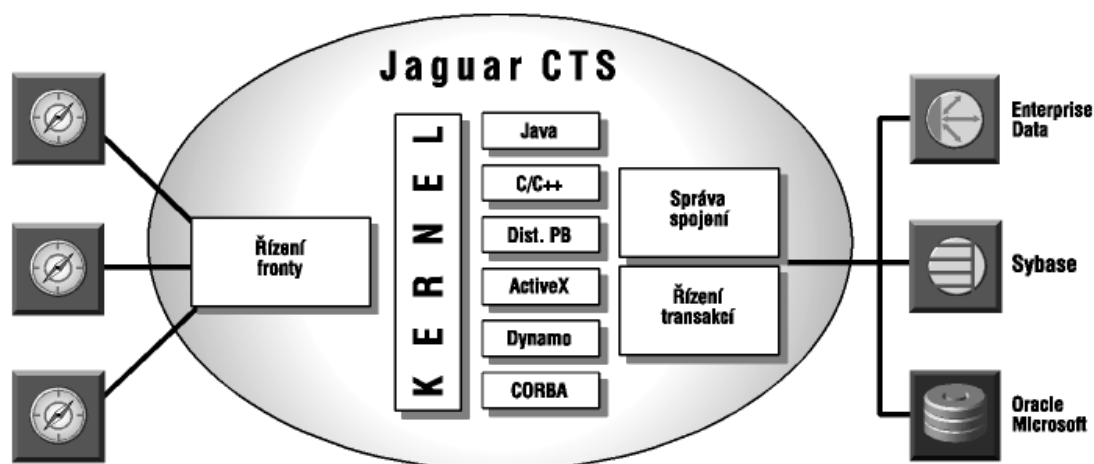 Jaguar CTS
Řízení
fronty
KERNEL
Java
C/C++
Dist. PB
ActiveX
Dynamo
CORBA
Správa
spojení
Řízení
transakcí
Enterprise
Data
Sybase
Oracle
Microsoft